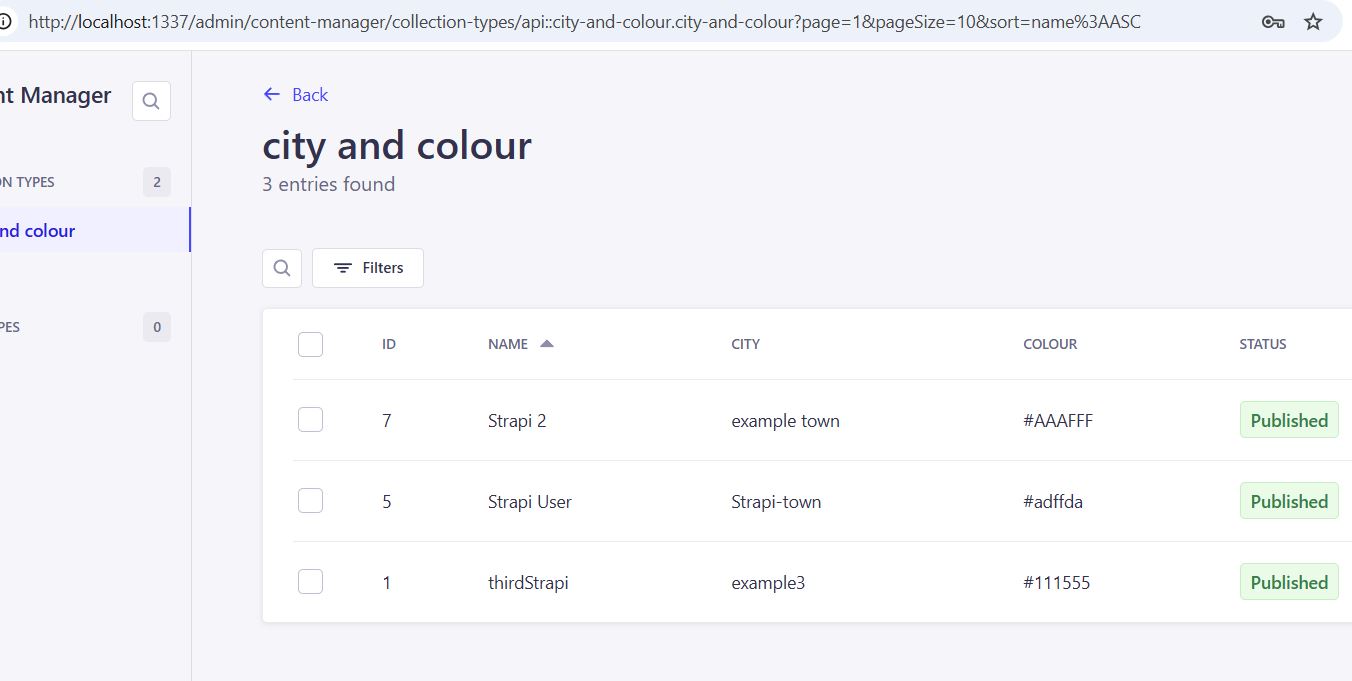 http://localhost:1337/admin/content-manager/collection-types/api::city-and-colour.city-and-colour?page=1&pageSize=10&sort=name%3AASC
nt Manager
Back
city and colour
3 entries found
ON TYPES 2
nd colour
Filters
PES 0
ID NAME CITY COLOUR STATUS
7 Strapi 2 example town #AAAFFF Published
5 Strapi User Strapi-town #adffda Published
1 thirdStrapi example3 #111555 Published